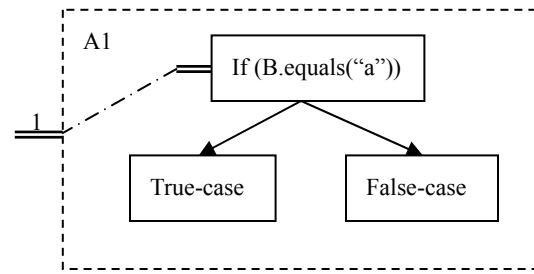 A1
If (B.equals(“a”))
1
True-case
False-case